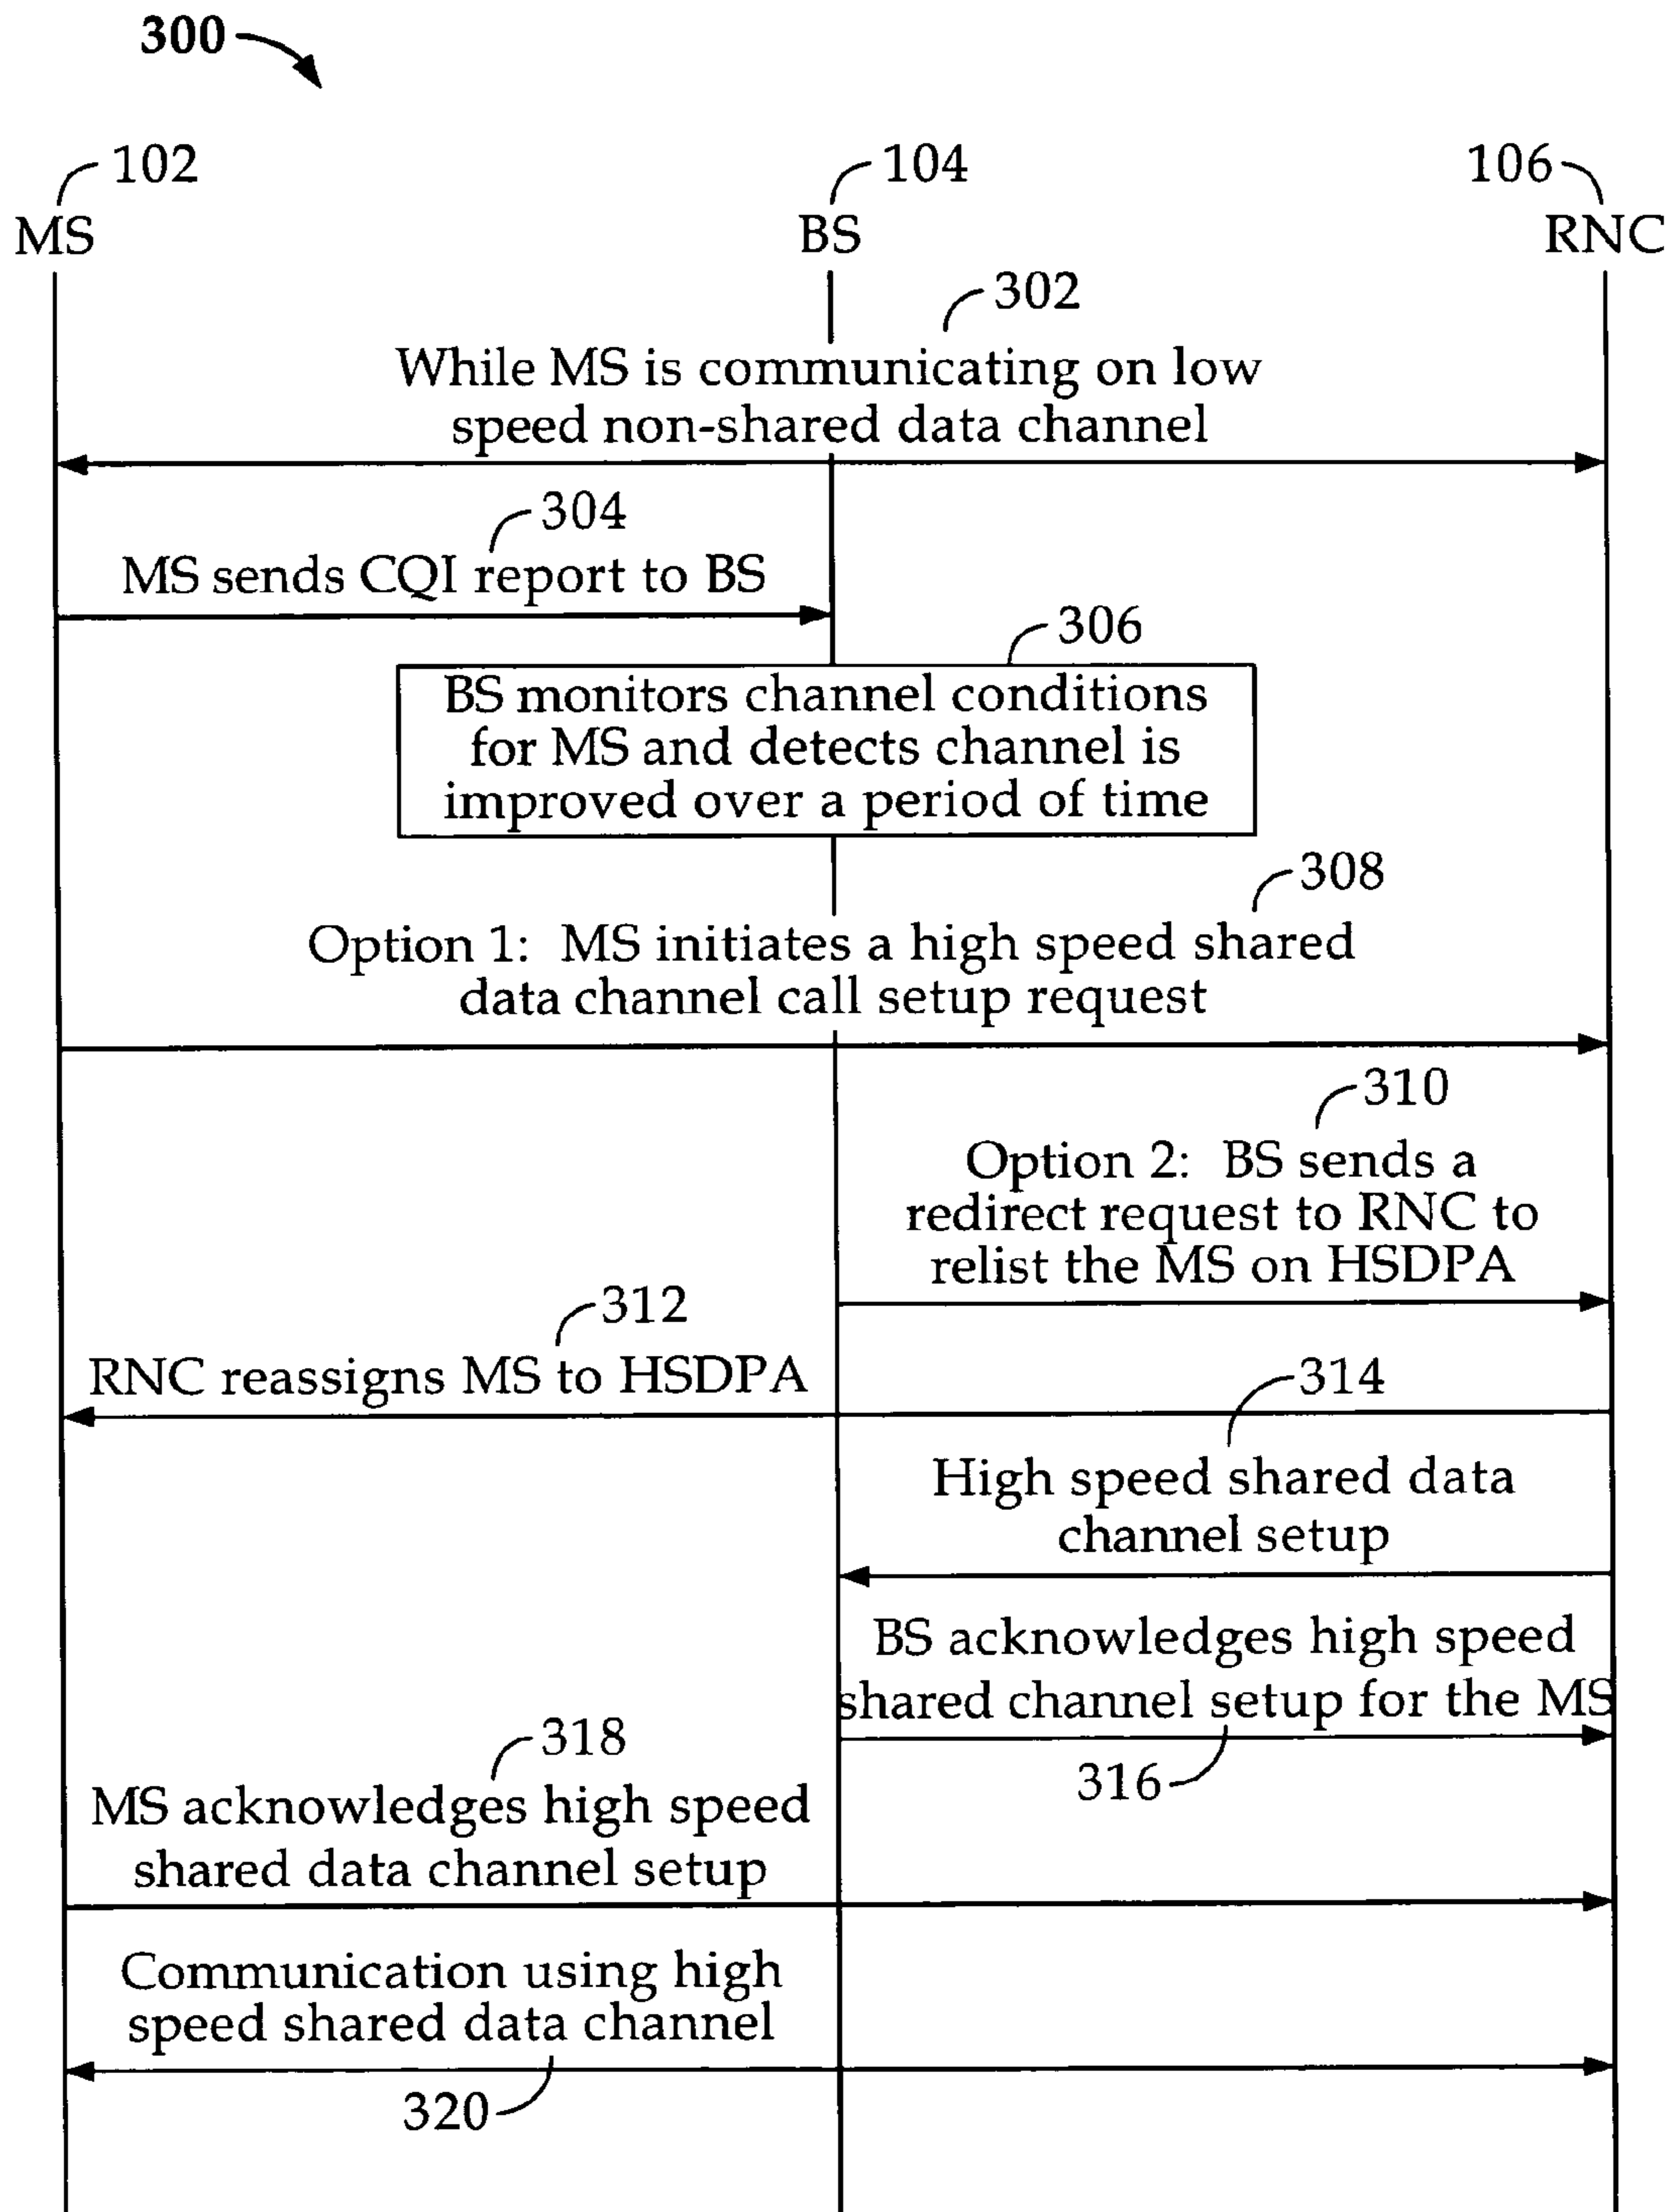 300
102
104
106
MS
BS
RNC
302
While MS is communicating on low
speed non-shared data channel
304
MS sends CQI report to BS
306
BS monitors channel conditions
for MS and detects channel is
improved over a period of time
308
Option 1: MS initiates a high speed shared
data channel call setup request
310
Option 2: BS sends a
redirect request to RNC to
relist the MS on HSDPA
312
RNC reassigns MS to HSDPA
314
High speed shared data
channel setup
BS acknowledges high speed
shared channel setup for the MS
316
318
MS acknowledges high speed
shared data channel setup
Communication using high
speed shared data channel
320